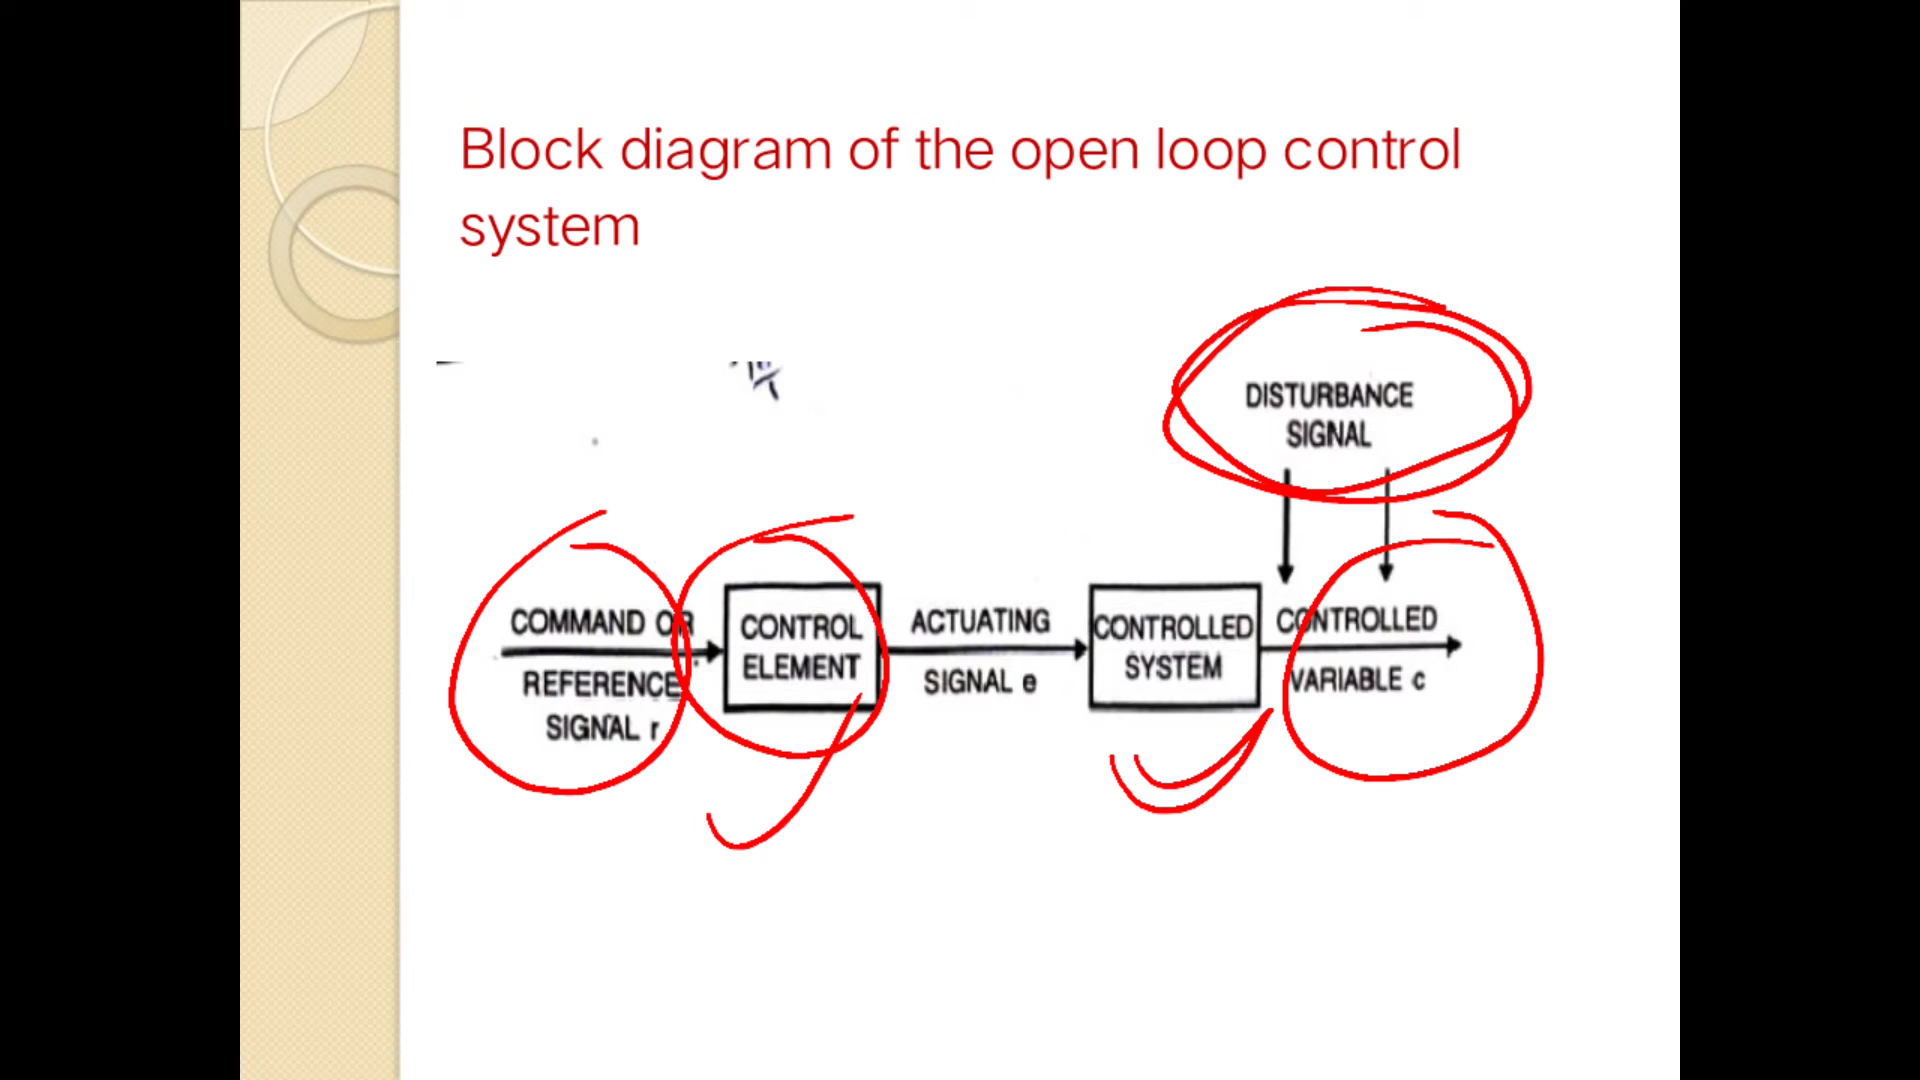 Block diagram of the open loop control
system
DISTURBANCE
SIGNAL
COMMAND OR
REFERENCE
SIGNAL r
CONTROL
ELEMENT
ACTUATING
SIGNAL e
CONTROLLED
SYSTEM
CONTROLLED
VARIABLE c